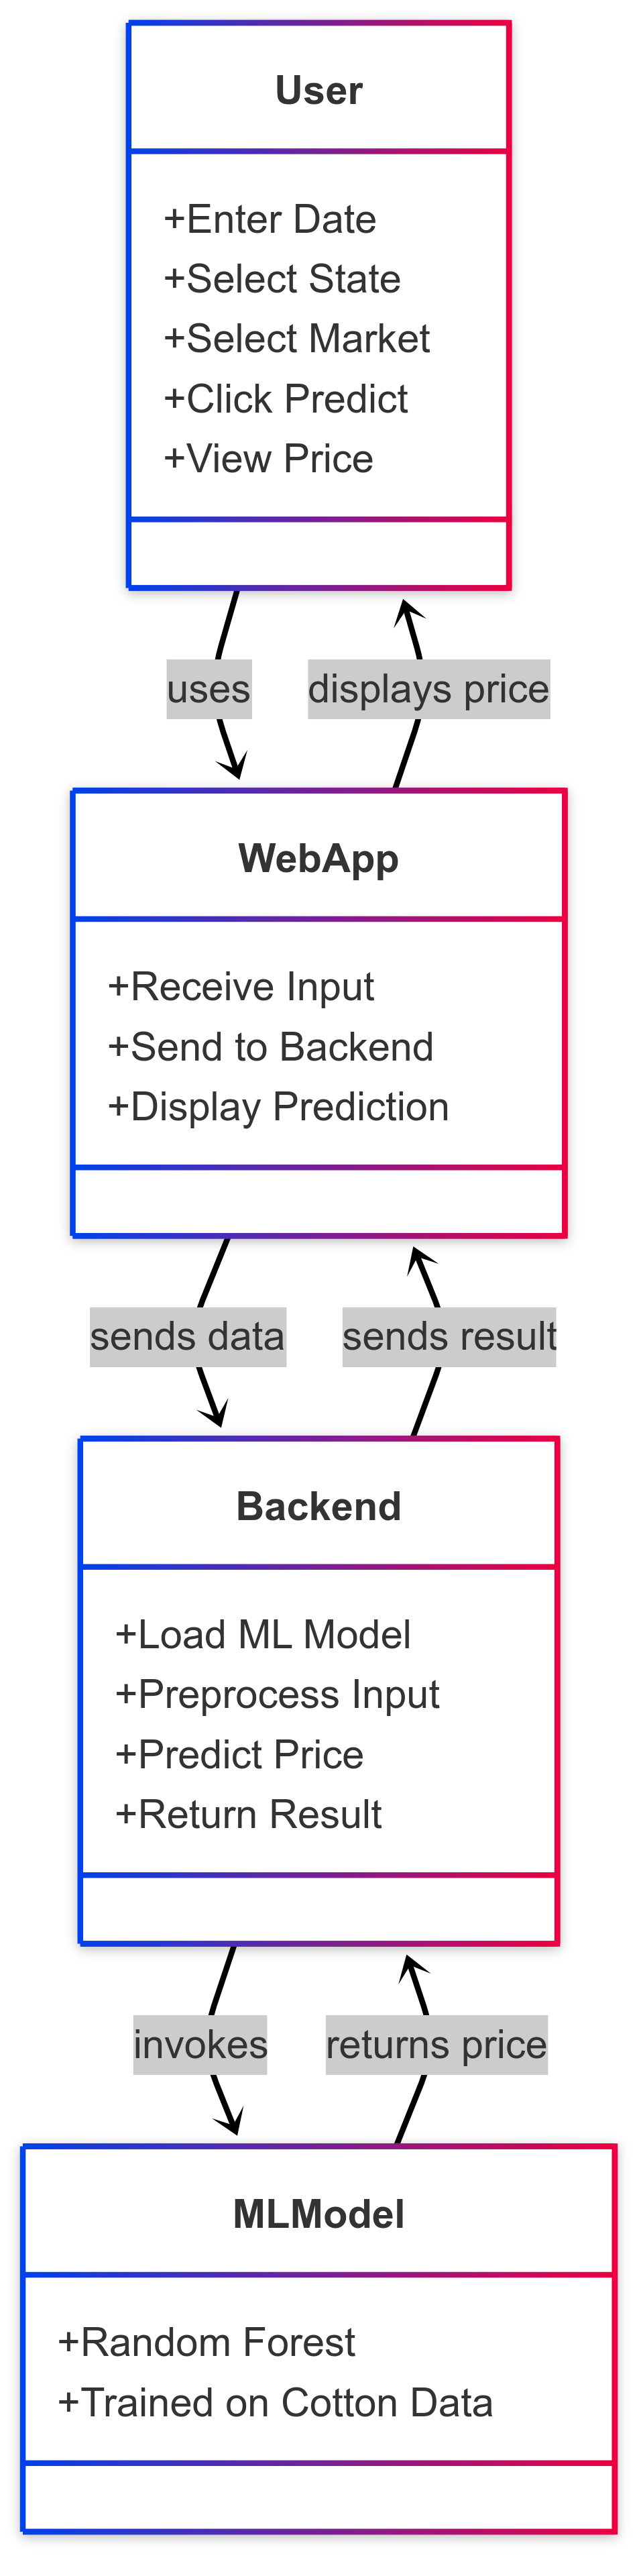 User
+Enter Date
+Select State
+Select Market
+Click Predict
+View Price
uses
displays price
WebApp
+Receive Input
+Send to Backend
+Display Prediction
sends data
sends result
Backend
+Load ML Model
+Preprocess Input
+Predict Price
+Return Result
invokes
returns price
MLModel
+Random Forest
+Trained on Cotton Data